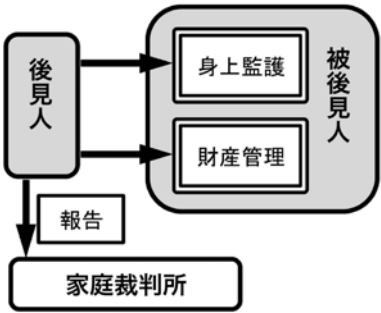 後見人
身上監護
財産管理
被後見人
報告
家庭裁判所